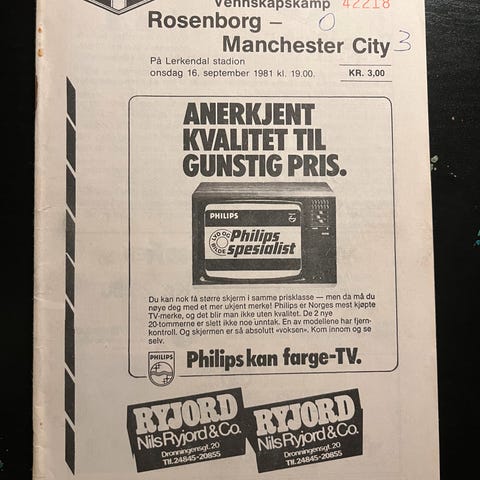 Vennskapskamp 42218
Rosenborg – 0
Manchester City 3
På Lerkendal stadion
onsdag 16. september 1981 kl. 19.00.
KR. 3,00
ANERKJENT
KVALITET TIL
GUNSTIG PRIS.
PHILIPS
LYD OG BILDE
Philips
spesialist
Du kan nok få større skjerm i samme prisklasse — men da må du
nøye deg med et mer ukjent merke! Philips er Norges mest kjøpte
TV-merke, og det blir man ikke uten kvalitet. De 2 nye
20-tommerne er slett ikke noe unntak. En av modellene har fjern-
kontroll. Og skjermen er så absolutt «voksen». Kom innom og se
selv.
PHILIPS
Philips kan farge-TV.
RYJORD
Nils Ryjord & Co.
Dronningensgt. 20
Tlf. 24845-20855
RYJORD
Nils Ryjord & Co.
Dronningensgt. 20
Tlf. 24845-20855